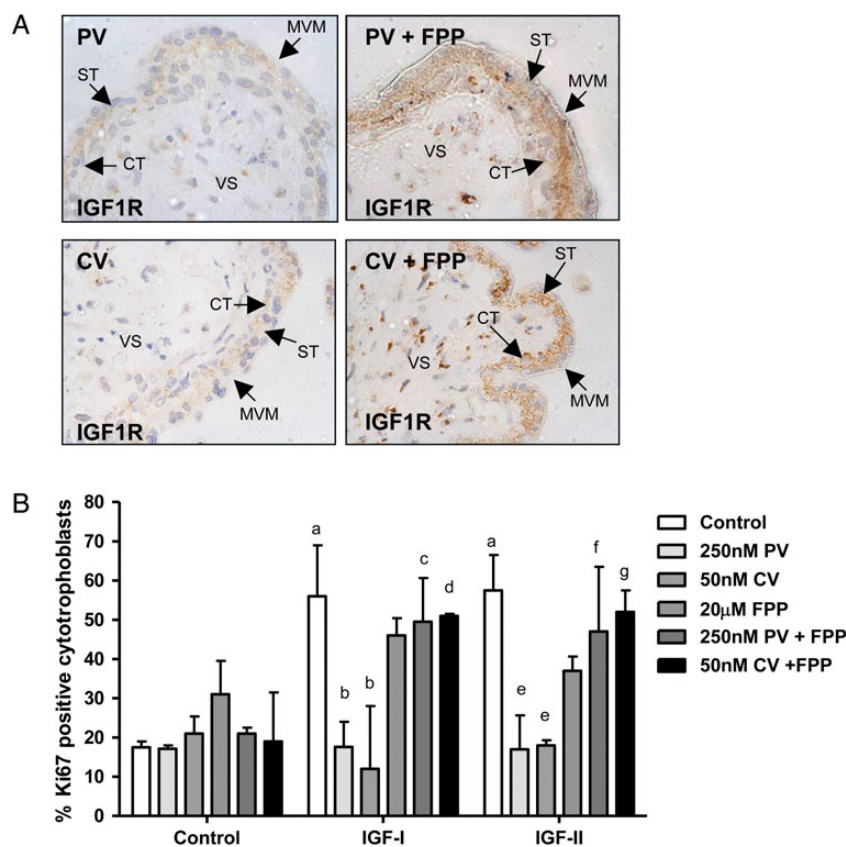 A
PV
MVM
ST
CT
VS
IGF1R
PV + FPP
ST
MVM
VS
CT
IGF1R
CV
CT
VS
ST
MVM
IGF1R
CV + FPP
ST
CT
VS
MVM
IGF1R
B
% Ki67 positive cytotrophoblasts
80
70
60
50
40
30
20
10
0
a
b
b
c
d
a
e
e
f
g
Control
IGF-I
IGF-II
Control
250nM PV
50nM CV
20μM FPP
250nM PV + FPP
50nM CV +FPP